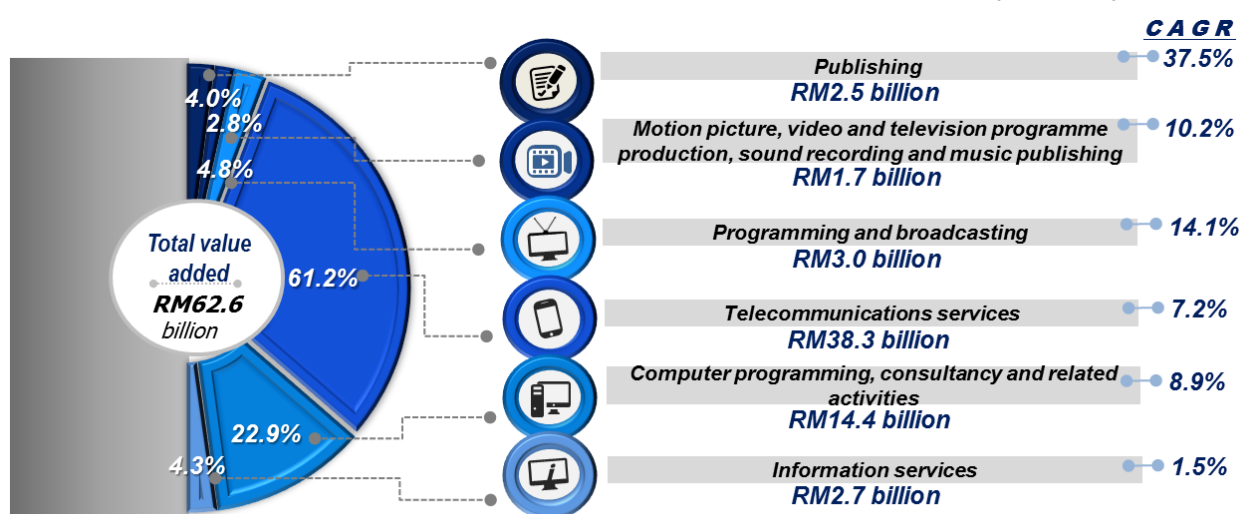 CAGR
4.0%
2.8%
4.8%
61.2%
22.9%
4.3%
Total value
added
RM62.6
billion
Publishing
RM2.5 billion
37.5%
Motion picture, video and television programme
production, sound recording and music publishing
RM1.7 billion
10.2%
Programming and broadcasting
RM3.0 billion
14.1%
Telecommunications services
RM38.3 billion
7.2%
Computer programming, consultancy and related
activities
RM14.4 billion
8.9%
Information services
RM2.7 billion
1.5%